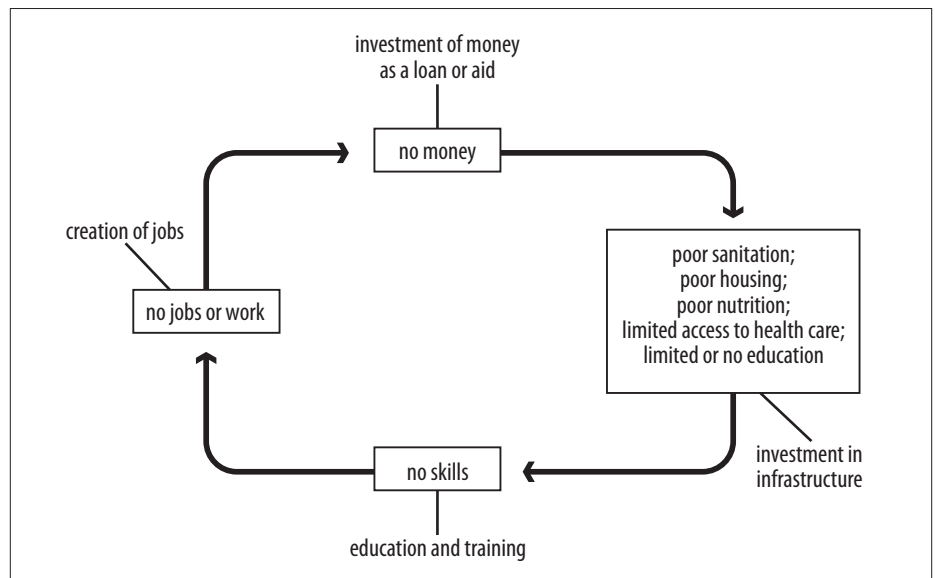 investment of money
as a loan or aid
no money
creation of jobs
no jobs or work
poor sanitation;
poor housing;
poor nutrition;
limited access to health care;
limited or no education
investment in
infrastructure
no skills
education and training